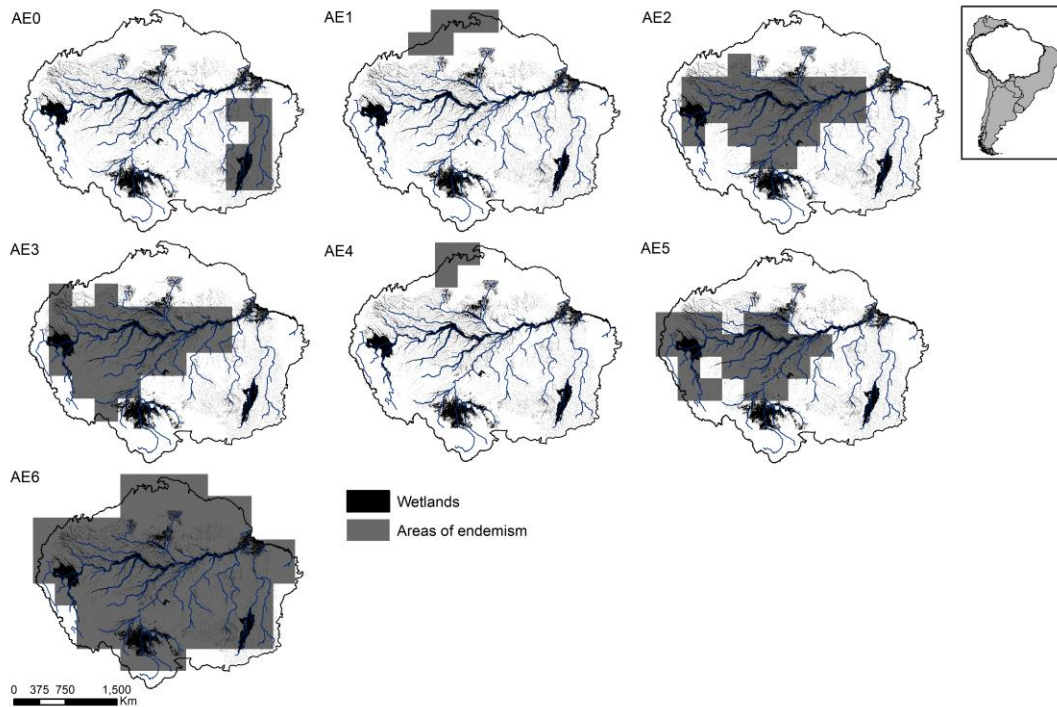 AE0
AE1
AE2
AE3
AE4
AE5
AE6
Wetlands
Areas of endemism
0 375 750 1,500
Km